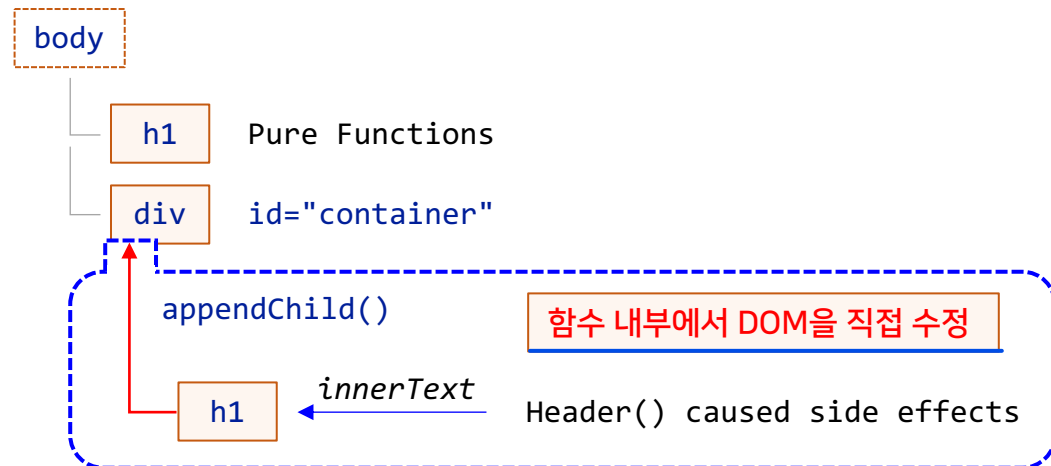 body
h1 Pure Functions
div id="container"
appendChild()
함수 내부에서 DOM을 직접 수정
innerText
h1 Header() caused side effects